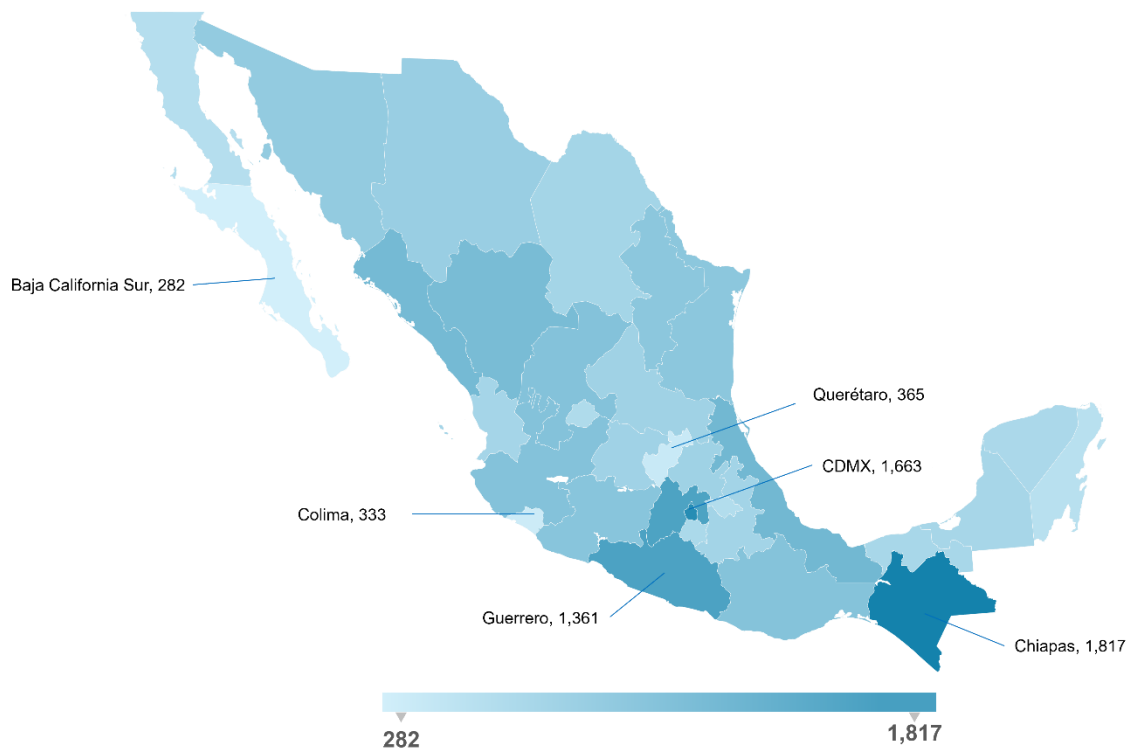 Baja California Sur, 282
Querétaro, 365
CDMX, 1,663
Colima, 333
Guerrero, 1,361
Chiapas, 1,817
282
1,817